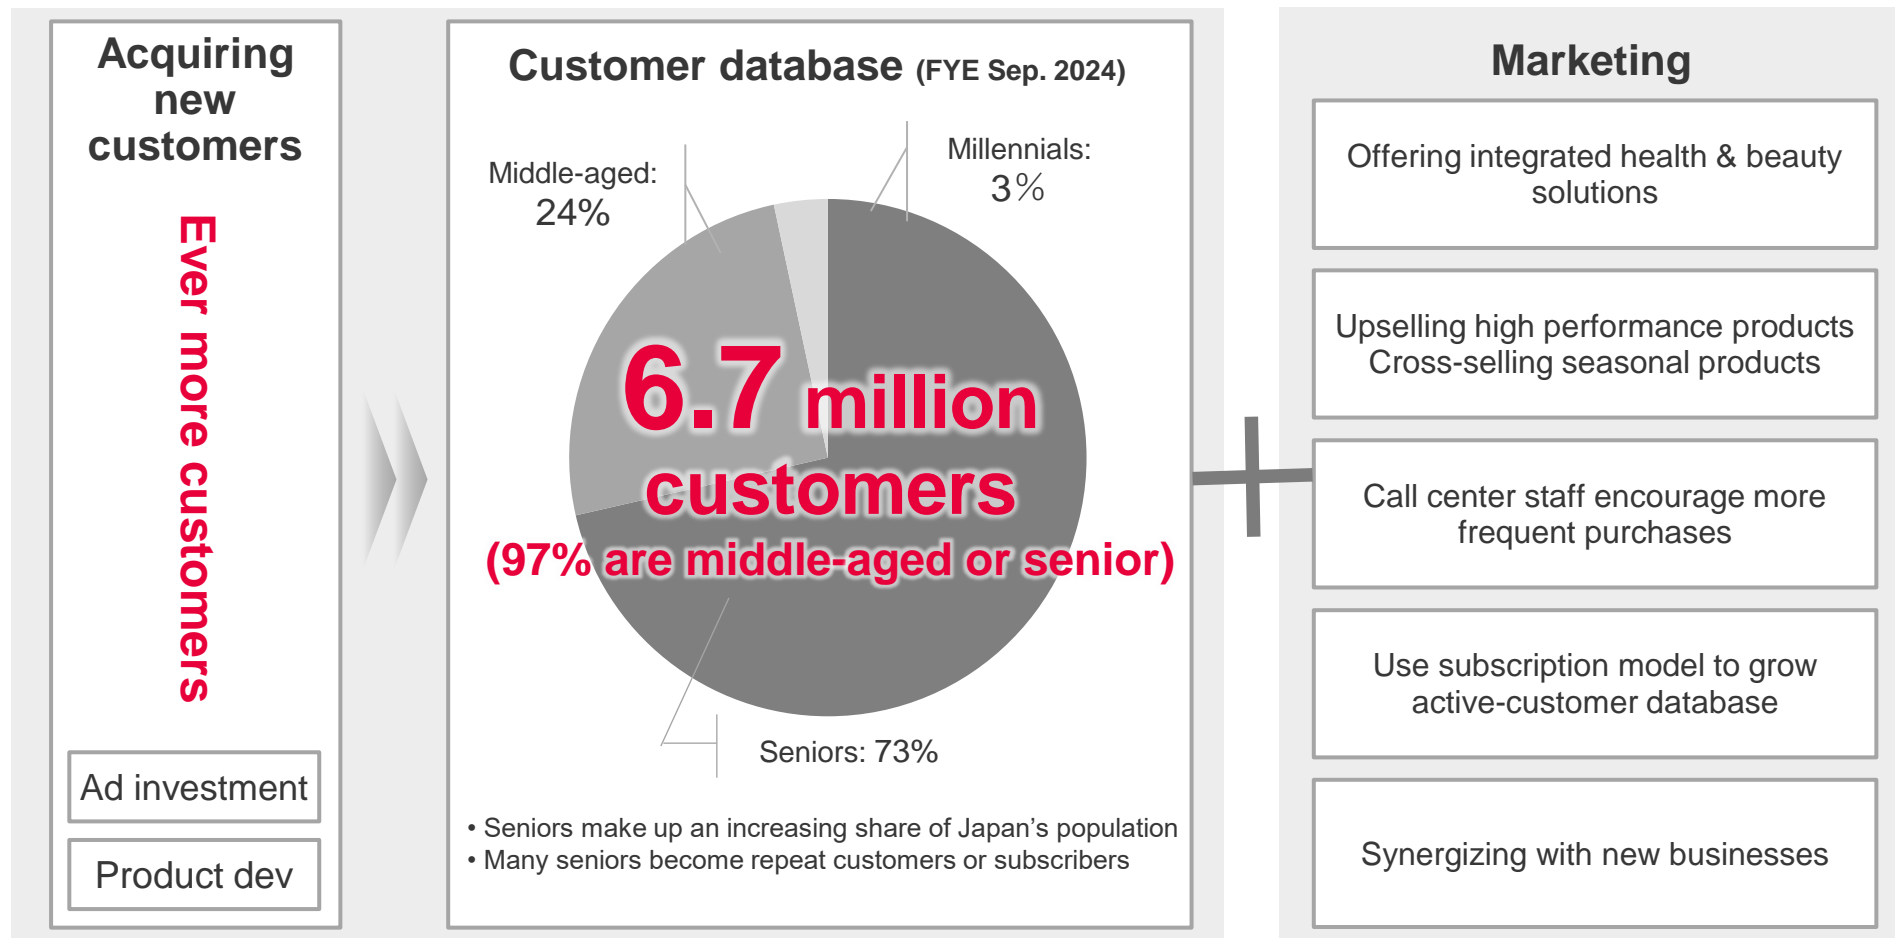 Acquiring
new
customers
Ever more customers
Ad investment
Product dev
Customer database (FYE Sep. 2024)
Middle-aged:
24%
Millennials:
3%
6.7 million
customers
(97% are middle-aged or senior)
Seniors: 73%
• Seniors make up an increasing share of Japan’s population
• Many seniors become repeat customers or subscribers
Marketing
Offering integrated health & beauty
solutions
Upselling high performance products
Cross-selling seasonal products
Call center staff encourage more
frequent purchases
Use subscription model to grow
active-customer database
Synergizing with new businesses